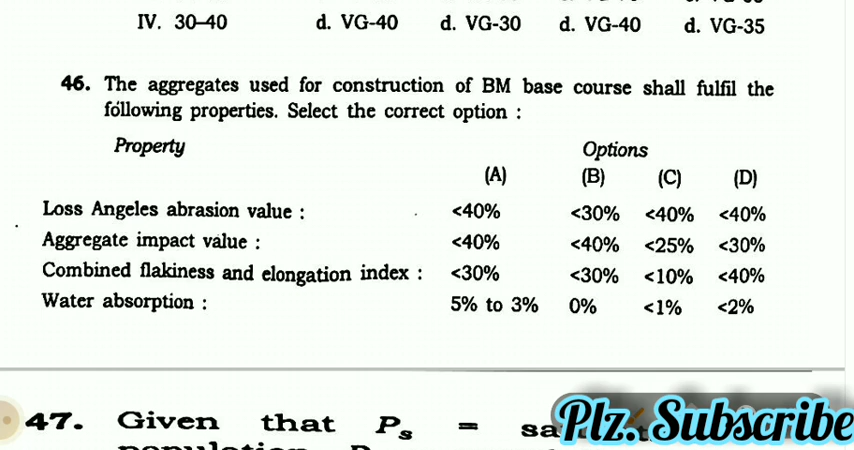 IV. 30–40 d. VG-40 d. VG-30 d. VG-40 d. VG-35
46. The aggregates used for construction of BM base course shall fulfil the
following properties. Select the correct option :
Property Options
(A) (B) (C) (D)
Loss Angeles abrasion value : <40% <30% <40% <40%
Aggregate impact value : <40% <40% <25% <30%
Combined flakiness and elongation index : <30% <30% <10% <40%
Water absorption : 5% to 3% 0% <1% <2%
47. Given that Ps =
Plz. Subscribe